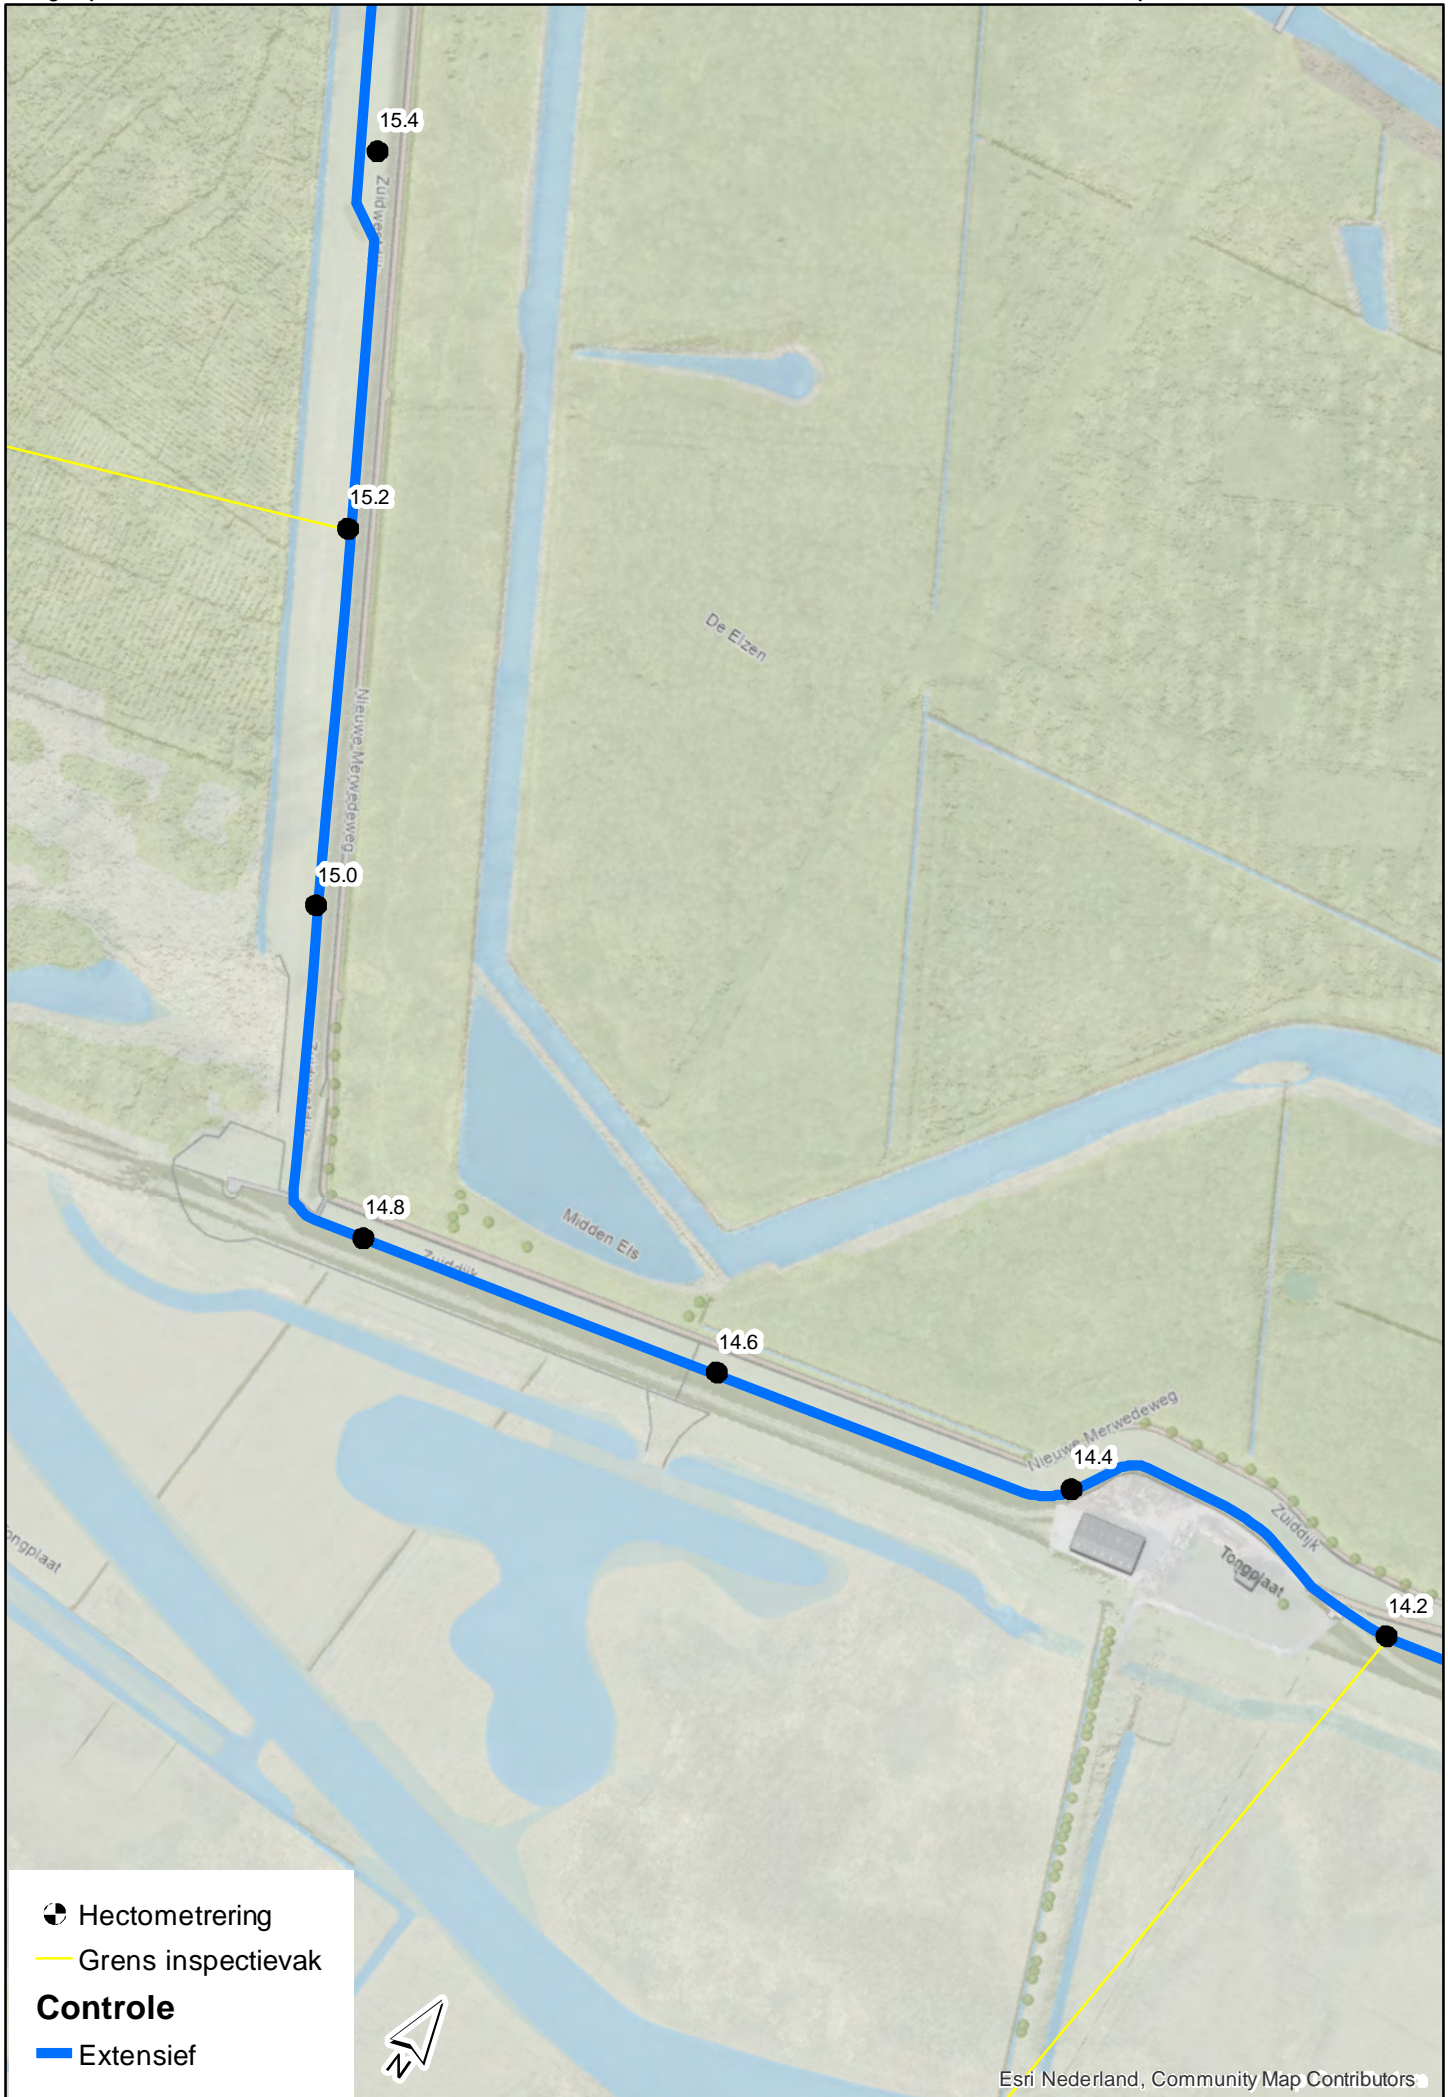 15.4
15.2
De Elzen
Nieuwe Merwedeweg
15.0
14.8
Midden Els
Zuiddijk
14.6
Nieuwe Merwedeweg
14.4
Zuiddijk
Tongplaat
14.2
Hectometrering
Grens inspectievak
Controle
Extensief
N
Esri Nederland, Community Map Contributors